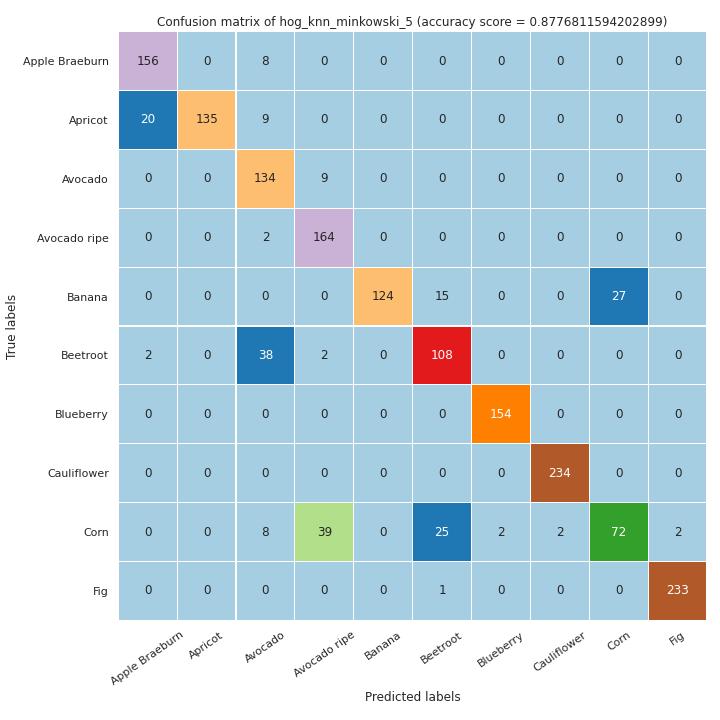 Confusion matrix of hog_knn_minkowski_5 (accuracy score = 0.8776811594202899)
Apple Braeburn 156 0 8 0 0 0 0 0 0 0
Apricot 20 135 9 0 0 0 0 0 0 0
Avocado 0 0 134 9 0 0 0 0 0 0
Avocado ripe 0 0 2 164 0 0 0 0 0 0
Banana 0 0 0 0 124 15 0 0 27 0
Beetroot 2 0 38 2 0 108 0 0 0 0
Blueberry 0 0 0 0 0 0 154 0 0 0
Cauliflower 0 0 0 0 0 0 0 234 0 0
Corn 0 0 8 39 0 25 2 2 72 2
Fig 0 0 0 0 0 1 0 0 0 233
True labels
Apple Braeburn Apricot Avocado Avocado ripe Banana Beetroot Blueberry Cauliflower Corn Fig
Predicted labels